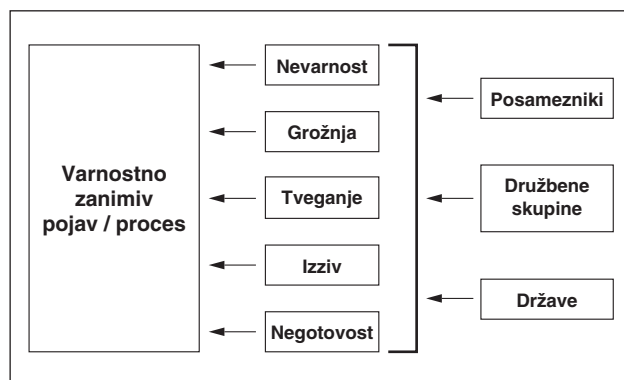 Varnostno
zanimiv
pojav / proces
Nevarnost
Grožnja
Tveganje
Izziv
Negotovost
Posamezniki
Družbene
skupine
Države